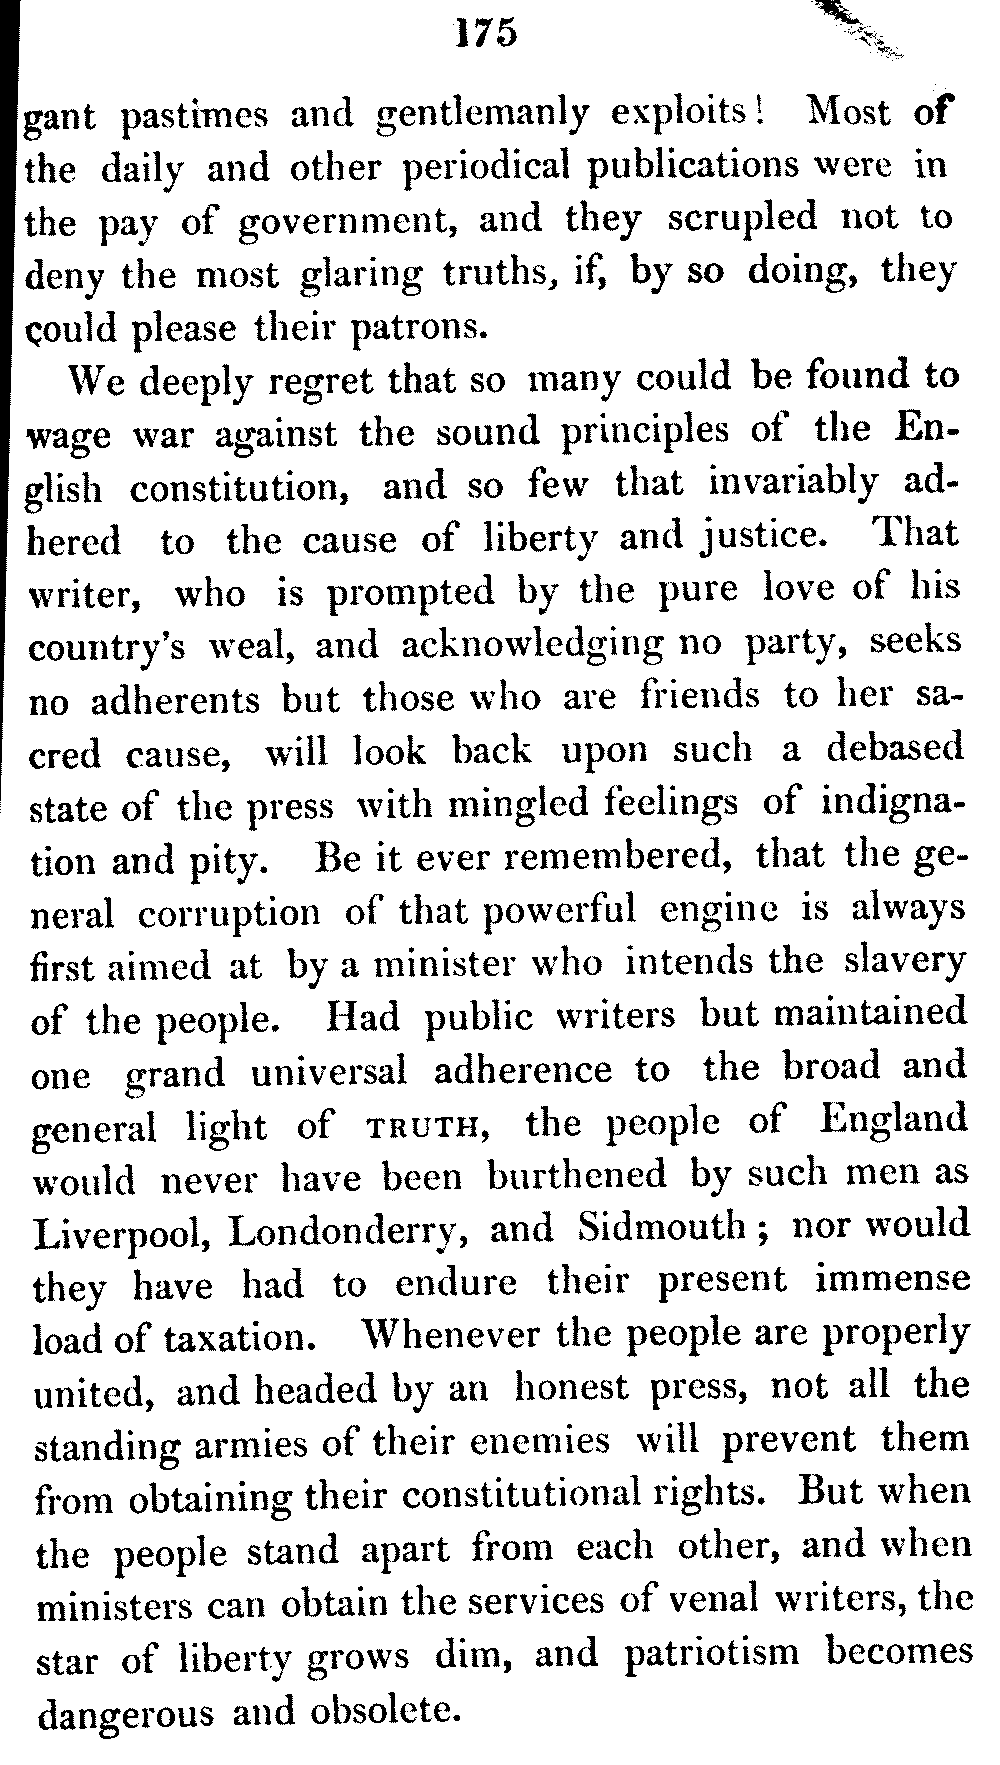 175
gant pastimes and gentlemanly exploits! Most of
the daily and other periodical publications were in
the pay of government, and they scrupled not to
deny the most glaring truths, if, by so doing, they
could please their patrons.
We deeply regret that so many could be found to
wage war against the sound principles of the En-
glish constitution, and so few that invariably ad-
hered to the cause of liberty and justice. That
writer, who is prompted by the pure love of his
country's weal, and acknowledging no party, seeks
no adherents but those who are friends to her sa-
cred cause, will look back upon such a debased
state of the press with mingled feelings of indigna-
tion and pity. Be it ever remembered, that the ge-
neral corruption of that powerful engine is always
first aimed at by a minister who intends the slavery
of the people. Had public writers but maintained
one grand universal adherence to the broad and
general light of TRUTH, the people of England
would never have been burthened by such men as
Liverpool, Londonderry, and Sidmouth; nor would
they have had to endure their present immense
load of taxation. Whenever the people are properly
united, and headed by an honest press, not all the
standing armies of their enemies will prevent them
from obtaining their constitutional rights. But when
the people stand apart from each other, and when
ministers can obtain the services of venal writers, the
star of liberty grows dim, and patriotism becomes
dangerous and obsolete.